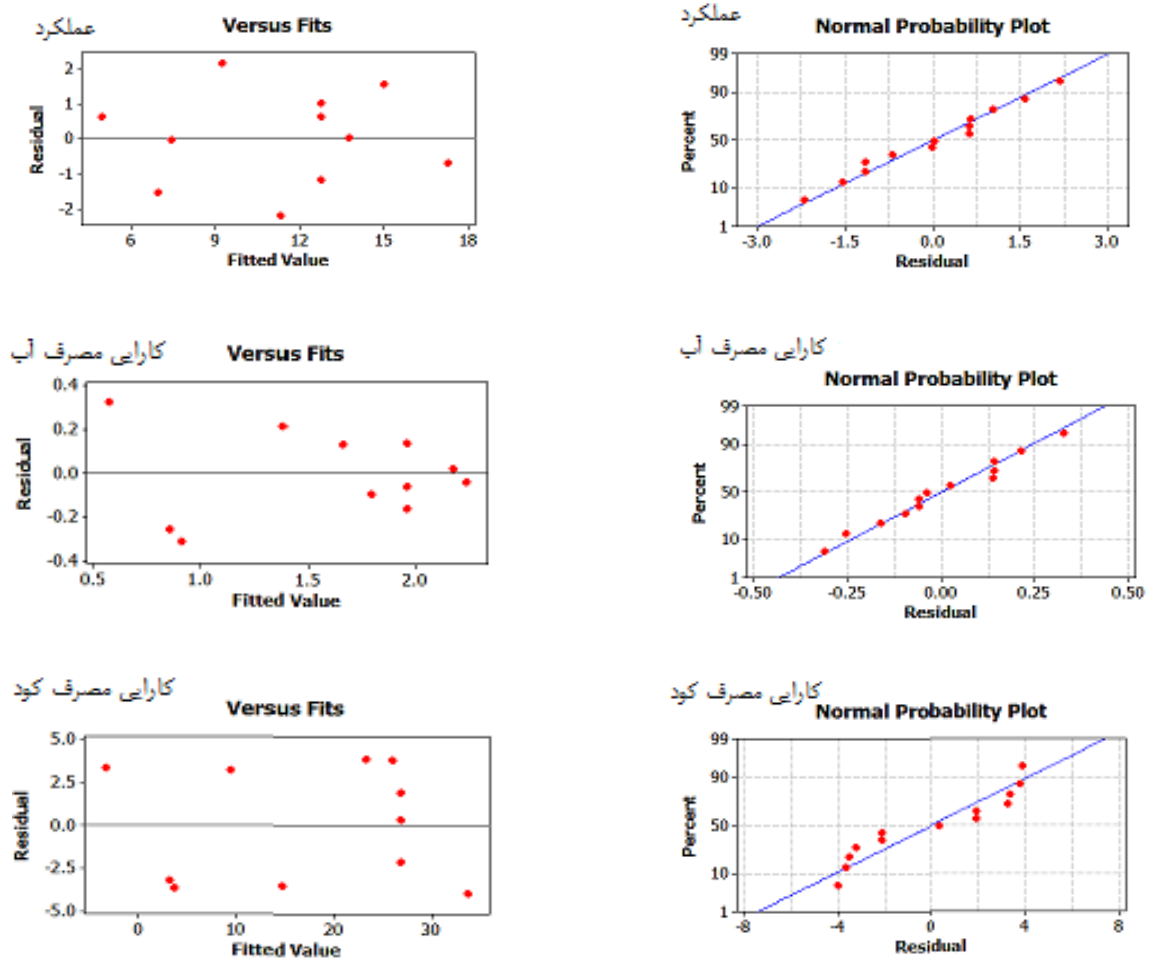 عملکرد
Versus Fits
2
1
0
-1
-2
Residual
6 9 12 15 18
Fitted Value
عملکرد
Normal Probability Plot
99
90
50
10
1
Percent
-3.0 -1.5 0.0 1.5 3.0
Residual
کارایی مصرف آب
Versus Fits
0.4
0.2
0.0
-0.2
-0.4
Residual
0.5 1.0 1.5 2.0
Fitted Value
کارایی مصرف آب
Normal Probability Plot
99
90
50
10
1
Percent
-0.50 -0.25 0.00 0.25 0.50
Residual
کارایی مصرف کود
Versus Fits
5.0
2.5
0.0
-2.5
-5.0
Residual
0 10 20 30
Fitted Value
کارایی مصرف کود
Normal Probability Plot
99
90
50
10
1
Percent
-8 -4 0 4 8
Residual